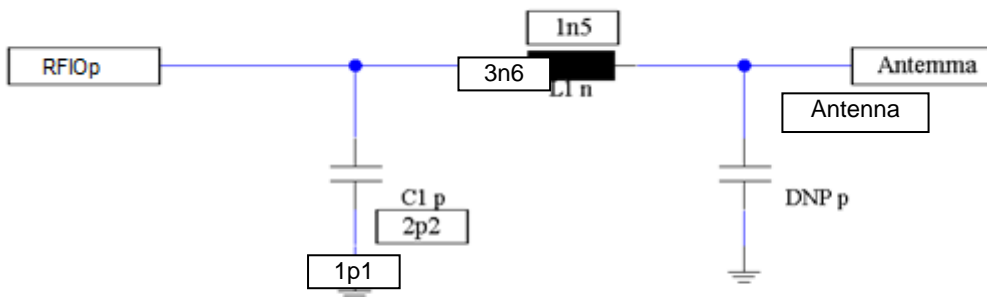 1n5
RFIOp
3n6
Antemma
L1 n
Antenna
C1 p
DNP p
2p2
1p1